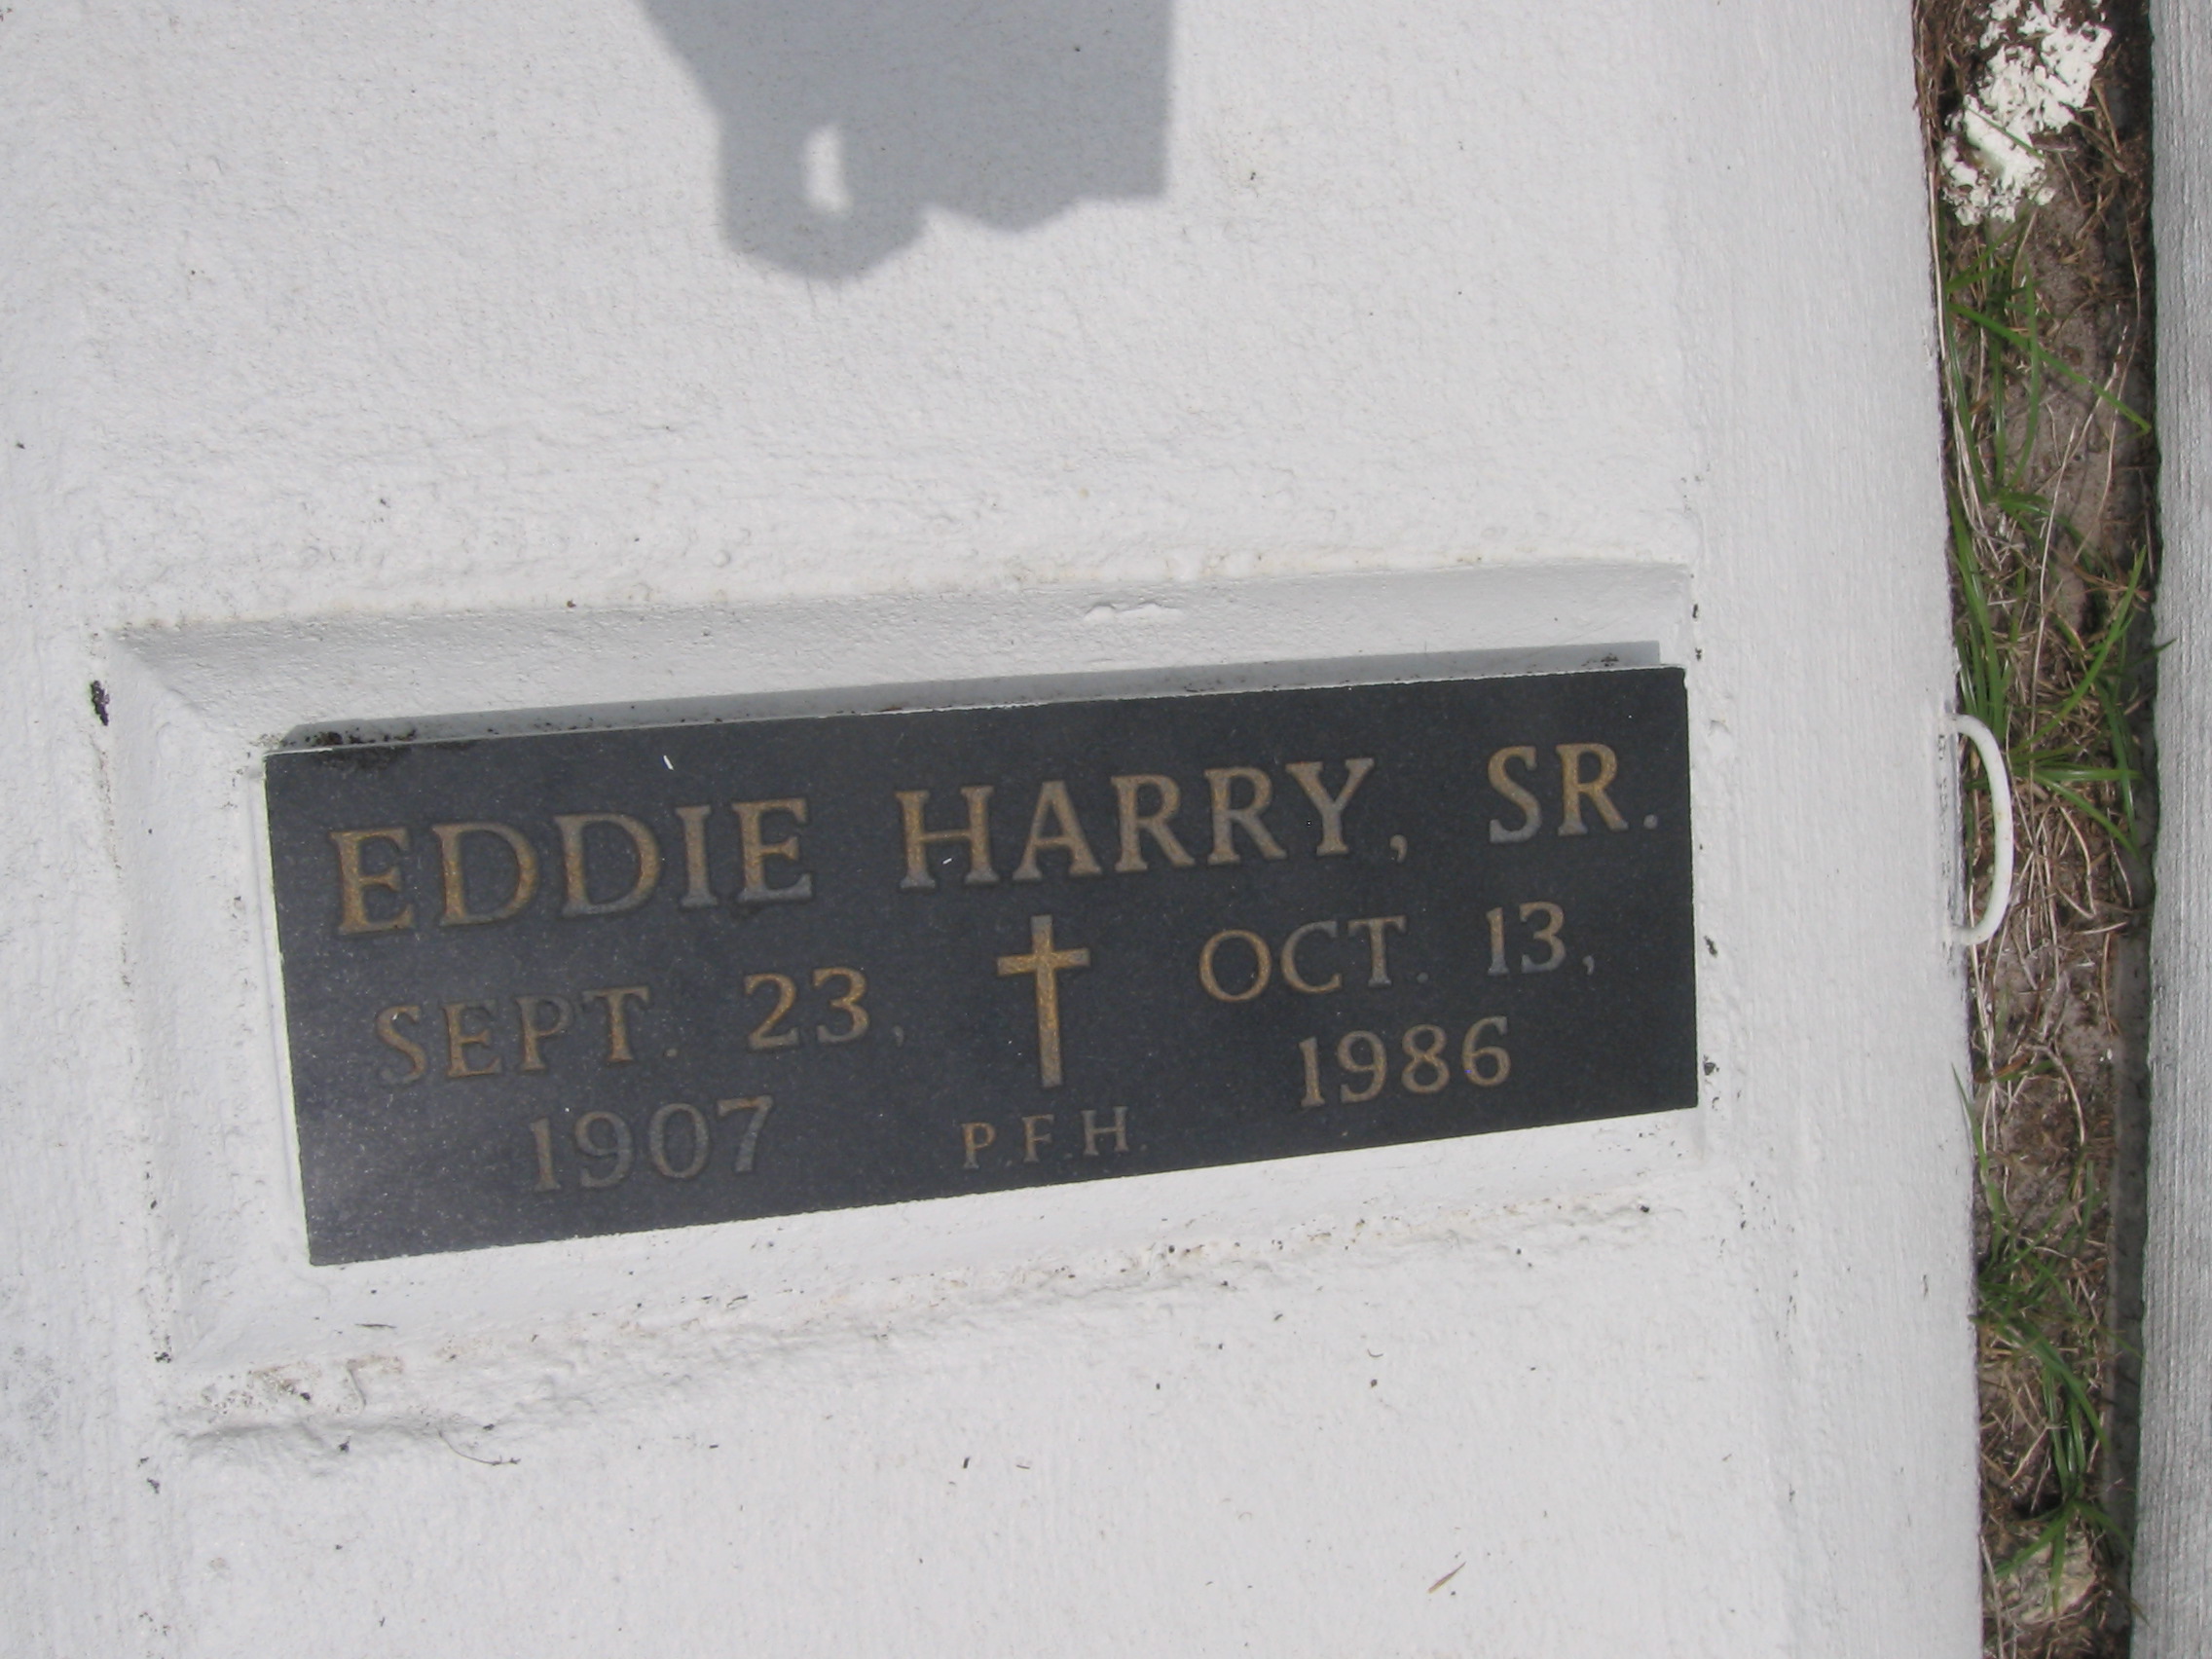 EDDIE HARRY, SR.
SEPT. 23, OCT. 13,
1907 1986
P.F.H.